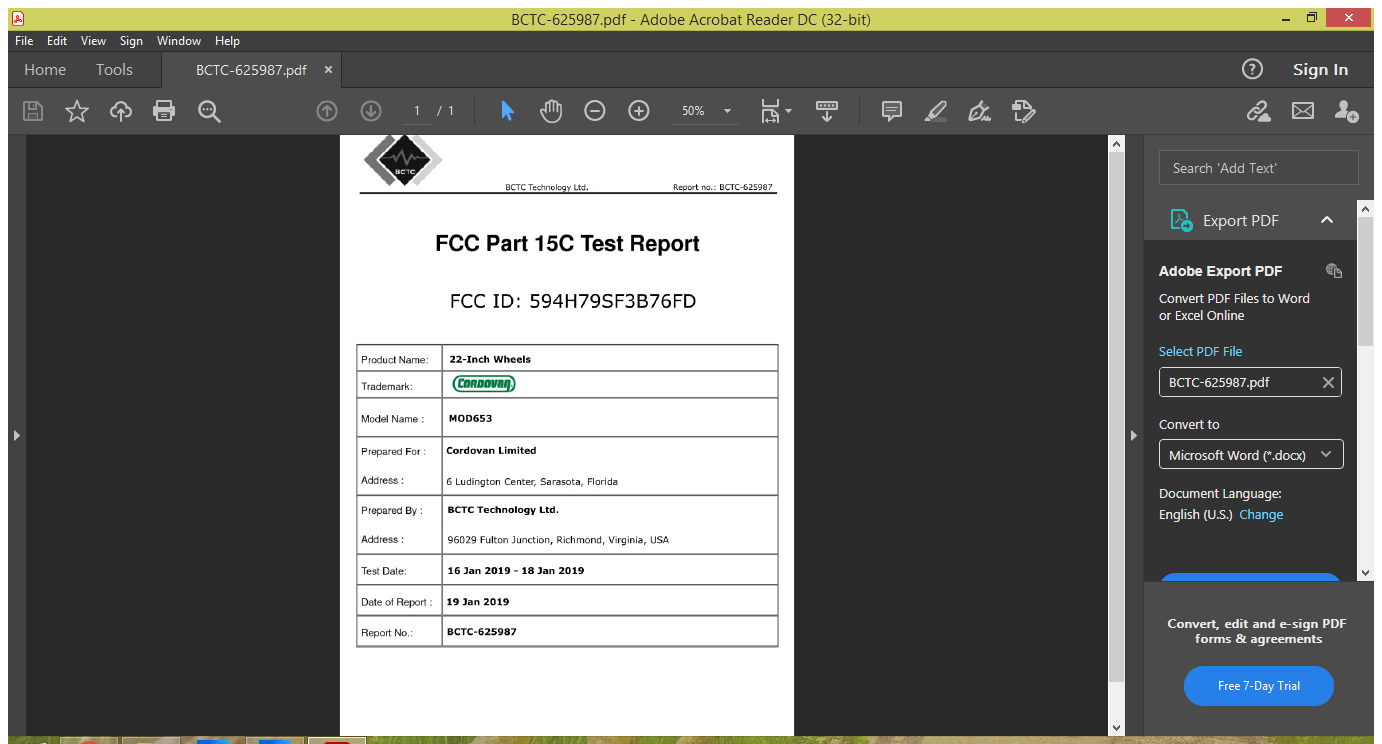 BCTC-625987.pdf - Adobe Acrobat Reader DC (32-bit)
File Edit View Sign Window Help
Home Tools BCTC-625987.pdf × Sign In
1 / 1 50%
BCTC
BCTC Technology Ltd. Report no.: BCTC-625987
FCC Part 15C Test Report
FCC ID: 594H79SF3B76FD
Product Name: 22-Inch Wheels
Trademark: CORDOVAN
Model Name : MOD653
Prepared For : Cordovan Limited
Address : 6 Ludington Center, Sarasota, Florida
Prepared By : BCTC Technology Ltd.
Address : 96029 Fulton Junction, Richmond, Virginia, USA
Test Date: 16 Jan 2019 - 18 Jan 2019
Date of Report : 19 Jan 2019
Report No.: BCTC-625987
Search 'Add Text'
Export PDF
Adobe Export PDF
Convert PDF Files to Word
or Excel Online
Select PDF File
BCTC-625987.pdf
Convert to
Microsoft Word (*.docx)
Document Language:
English (U.S.) Change
Convert, edit and e-sign PDF
forms & agreements
Free 7-Day Trial